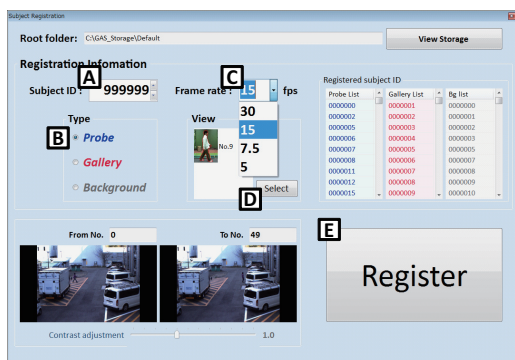 Subject Registration
Root folder: C:\GAS_Storage\Default
View Storage
Registration Infomation
A
C
Subject ID : 999999
Frame rate : 15 fps
30
15
7.5
5
Type
B
Probe
Gallery
Background
View
No.9
D
Select
Registered subject ID
Probe List Gallery List Bg list
0000000 0000001 0000000
0000002 0000002 0000001
0000005 0000003 0000002
0000006 0000004 0000004
0000007 0000005 0000005
0000008 0000006 0000007
0000011 0000007 0000008
0000012 0000008 0000009
0000015 0000009 0000010
From No. 0
To No. 49
Contrast adjustment 1.0
E
Register